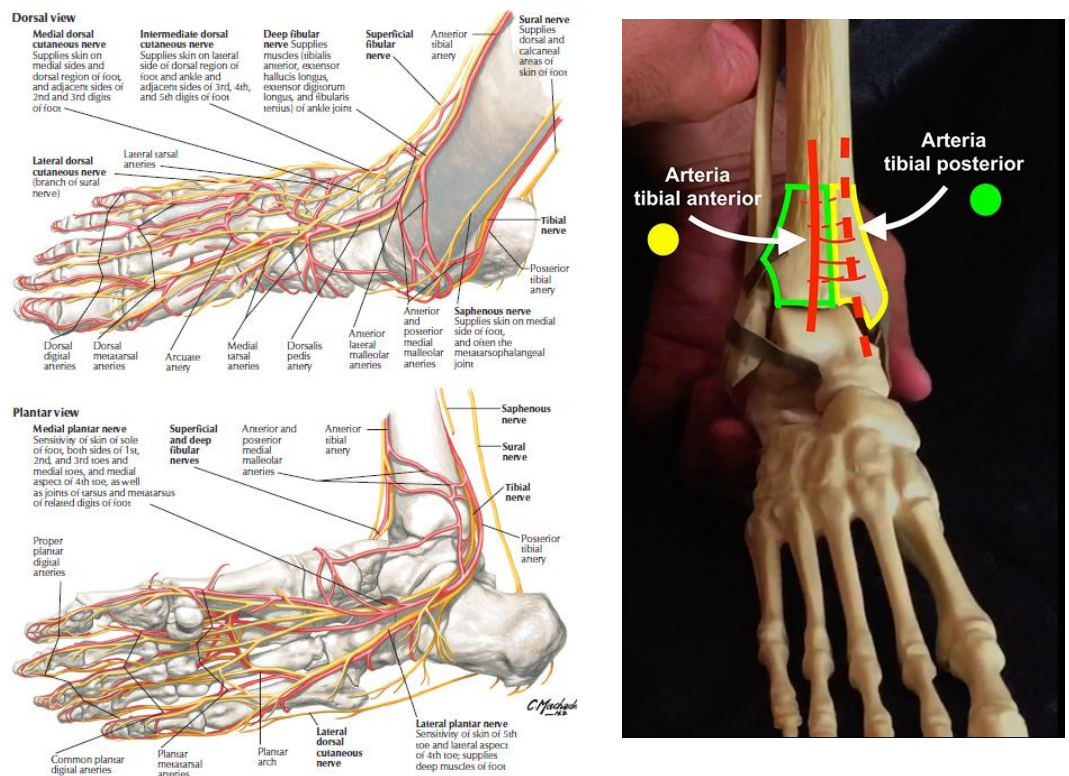 Dorsal view
Medial dorsal
cutaneous nerve
Supplies skin on
medial sides and
dorsal region of foot,
and adjacent sides of
2nd and 3rd digits
of foot
Intermediate dorsal
cutaneous nerve
Supplies skin on lateral
side of dorsal region of
foot and ankle and
adjacent sides of 3rd, 4th,
and 5th digits of foot
Deep fibular
nerve Supplies
muscles (tibialis
anterior, extensor
hallucis longus,
extensor digitorum
longus, and fibularis
tertius) of ankle joint
Superficial
fibular
nerve
Anterior
tibial
artery
Sural nerve
Supplies
dorsal and
calcaneal
areas of
skin of foot
Lateral dorsal
cutaneous nerve
(branch of sural
nerve)
Lateral tarsal
arteries
Tibial
nerve
Posterior
tibial
artery
Dorsal
digital
arteries
Dorsal
metatarsal
arteries
Arcuate
artery
Medial
tarsal
arteries
Dorsalis
pedis
artery
Anterior
lateral
malleolar
arteries
Anterior
and
posterior
medial
malleolar
arteries
Saphenous nerve
Supplies skin on medial
side of foot,
and often the
metatarsophalangeal
joint
Plantar view
Medial plantar nerve
Sensitivity of skin of sole
of foot, both sides of 1st,
2nd, and 3rd toes and
medial toes, and medial
aspect of 4th toe, as well
as joints of tarsus and metatarsus
of related digits of foot
Superficial
and deep
fibular
nerves
Anterior and
posterior
medial
malleolar
arteries
Anterior
tibial
artery
Saphenous
nerve
Sural
nerve
Tibial
nerve
Posterior
tibial
artery
Proper
plantar
digital
arteries
Common plantar
digital arteries
Plantar
metatarsal
arteries
Plantar
arch
Lateral
dorsal
cutaneous
nerve
Lateral plantar nerve
Sensitivity of skin of 5th
toe and lateral aspect
of 4th toe; supplies
deep muscles of foot
C.Machado
M.D.
Arteria
tibial anterior
Arteria
tibial posterior